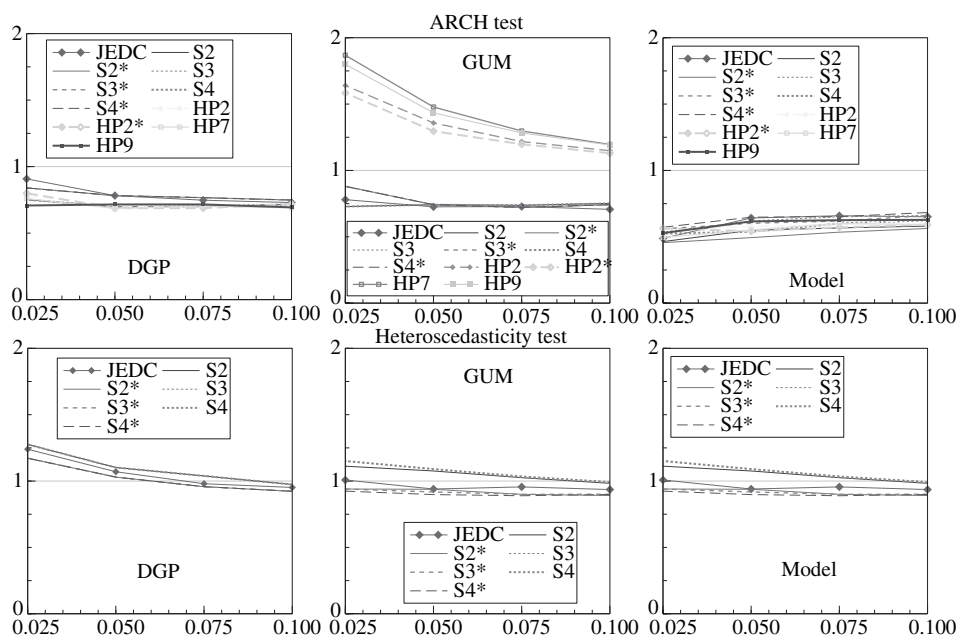 ARCH test
2
1
0
JEDC S2
S2* S3
S3* S4
S4* HP2
HP2* HP7
HP9
DGP
0.025 0.050 0.075 0.100
2
1
0
GUM
JEDC S2 S2*
S3 S3* S4
S4* HP2 HP2*
HP7 HP9
0.025 0.050 0.075 0.100
2
1
0
JEDC S2
S2* S3
S3* S4
S4* HP2
HP2* HP7
HP9
Model
0.025 0.050 0.075 0.100
Heteroscedasticity test
2
1
0
JEDC S2
S2* S3
S3* S4
S4*
DGP
0.025 0.050 0.075 0.100
2
1
0
GUM
JEDC S2
S2* S3
S3* S4
S4*
0.025 0.050 0.075 0.100
2
1
0
JEDC S2
S2* S3
S3* S4
S4*
Model
0.025 0.050 0.075 0.100